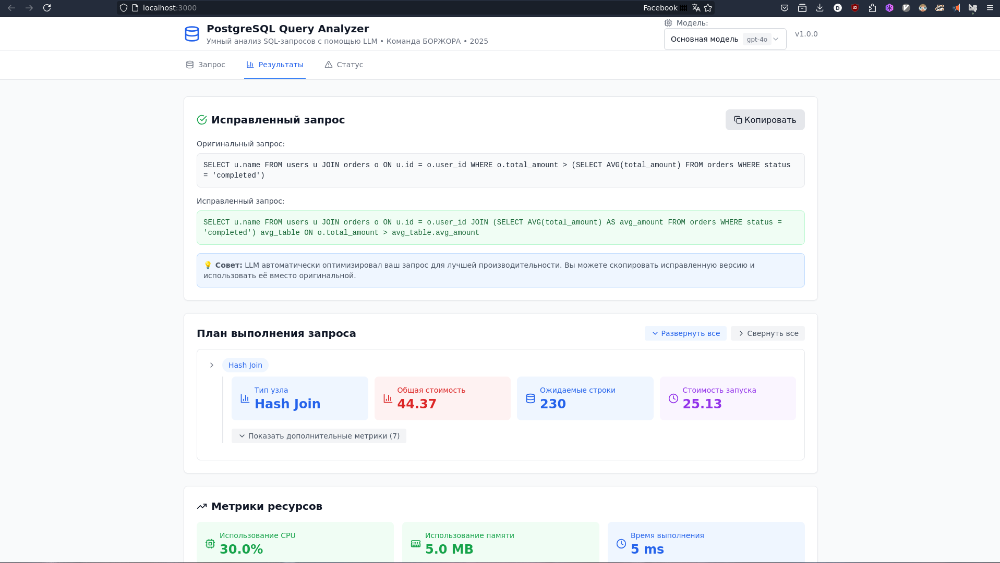 localhost:3000
Facebook
PostgreSQL Query Analyzer
Умный анализ SQL-запросов с помощью LLM • Команда БОРЖОРА • 2025
Модель:
Основная модель gpt-4o
v1.0.0
Запрос
Результаты
Статус
Исправленный запрос
Копировать
Оригинальный запрос:
SELECT u.name FROM users u JOIN orders o ON u.id = o.user_id WHERE o.total_amount > (SELECT AVG(total_amount) FROM orders WHERE status
= 'completed')
Исправленный запрос:
SELECT u.name FROM users u JOIN orders o ON u.id = o.user_id JOIN (SELECT AVG(total_amount) AS avg_amount FROM orders WHERE status =
'completed') avg_table ON o.total_amount > avg_table.avg_amount
💡 Совет: LLM автоматически оптимизировал ваш запрос для лучшей производительности. Вы можете скопировать исправленную версию и
использовать её вместо оригинальной.
План выполнения запроса
Развернуть все
Свернуть все
Hash Join
Тип узла
Hash Join
Общая стоимость
44.37
Ожидаемые строки
230
Стоимость запуска
25.13
Показать дополнительные метрики (7)
Метрики ресурсов
Использование CPU
30.0%
Использование памяти
5.0 MB
Время выполнения
5 ms